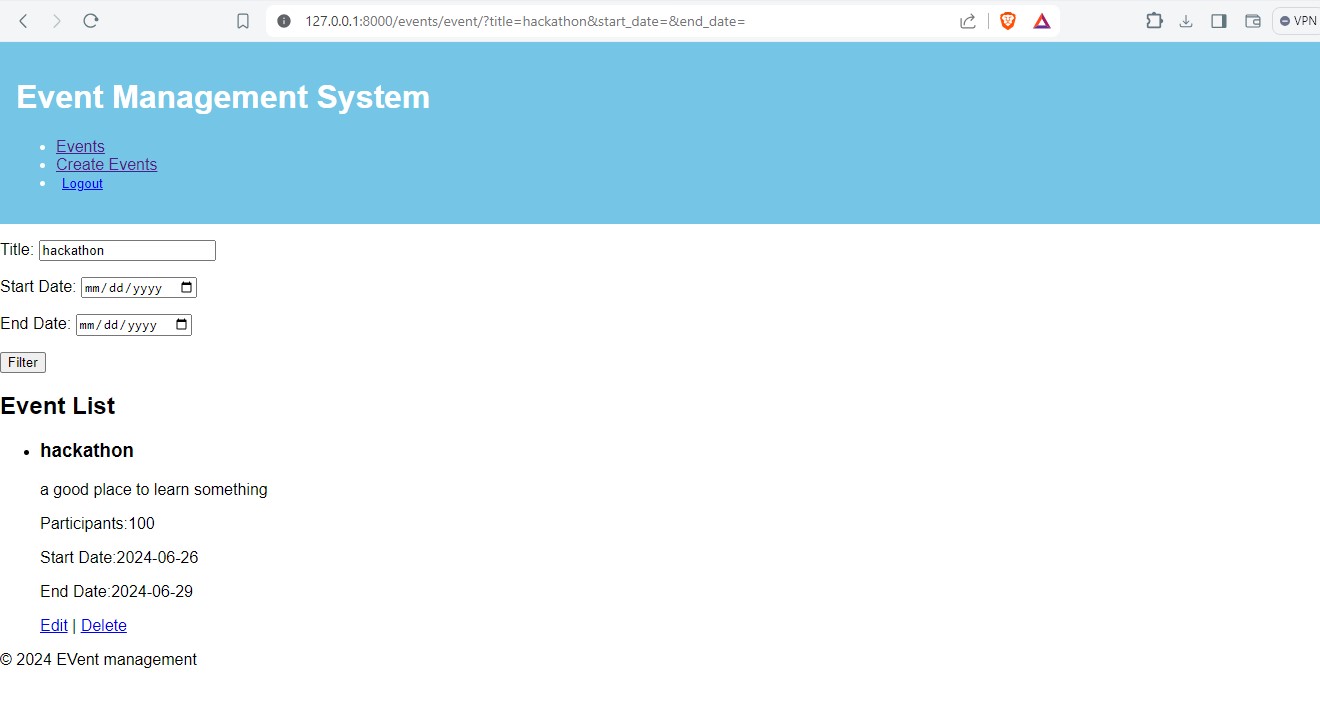 127.0.0.1:8000/events/event/?title=hackathon&start_date=&end_date=
VPN
Event Management System
Events
Create Events
Logout
Title: hackathon
Start Date: mm/dd/yyyy
End Date: mm/dd/yyyy
Filter
Event List
hackathon
a good place to learn something
Participants:100
Start Date:2024-06-26
End Date:2024-06-29
Edit | Delete
© 2024 EVent management